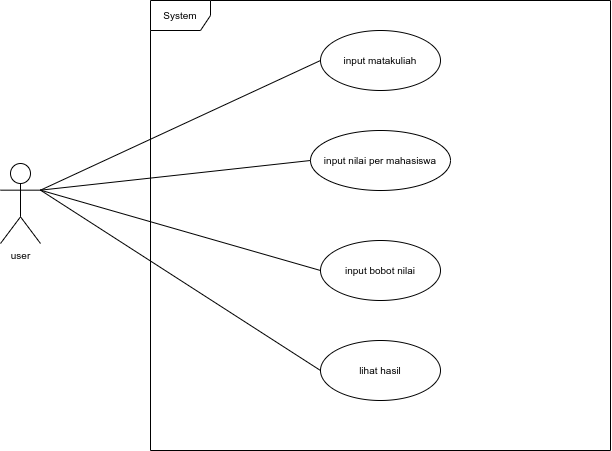 System
input matakuliah
input nilai per mahasiswa
user
input bobot nilai
lihat hasil